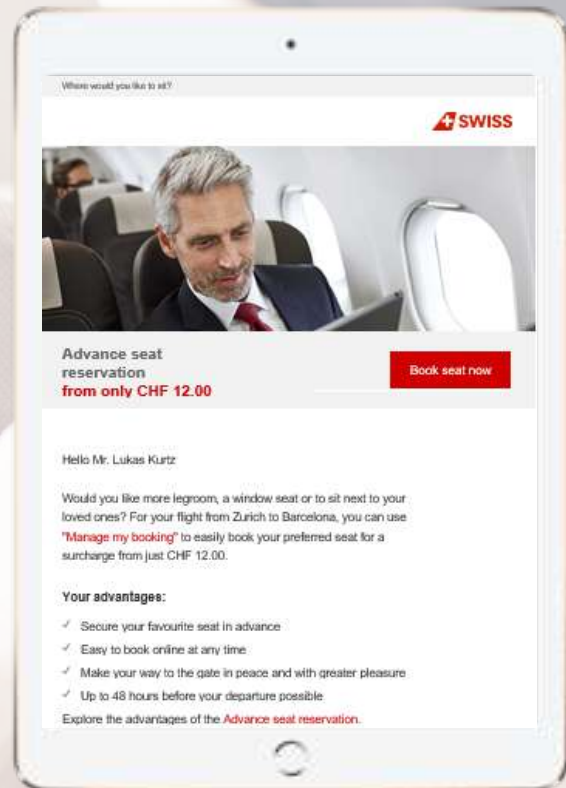 Where would you like to sit?
SWISS
Advance seat
reservation
from only CHF 12.00
Book seat now
Hello Mr. Lukas Kurtz
Would you like more legroom, a window seat or to sit next to your
loved ones? For your flight from Zurich to Barcelona, you can use
"Manage my booking" to easily book your preferred seat for a
surcharge from just CHF 12.00.
Your advantages:
Secure your favourite seat in advance
Easy to book online at any time
Make your way to the gate in peace and with greater pleasure
Up to 48 hours before your departure possible
Explore the advantages of the Advance seat reservation.